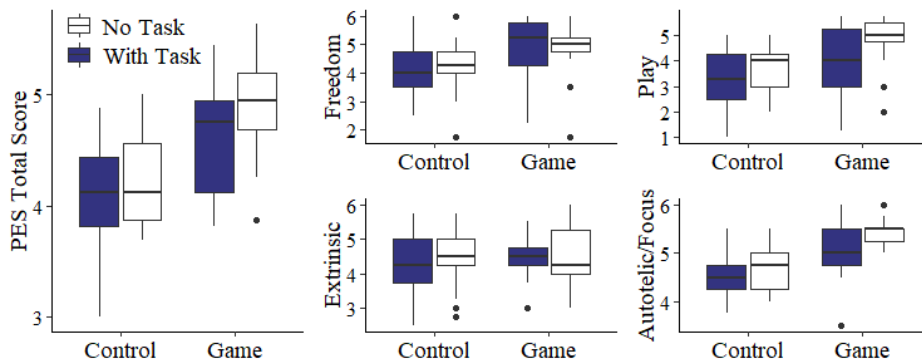 No Task
With Task
PES Total Score
5
4
3
Control Game
Freedom
6
5
4
3
2
Control Game
Play
5
4
3
2
1
Control Game
Extrinsic
6
5
4
3
Control Game
Autotelic/Focus
6
5
4
Control Game